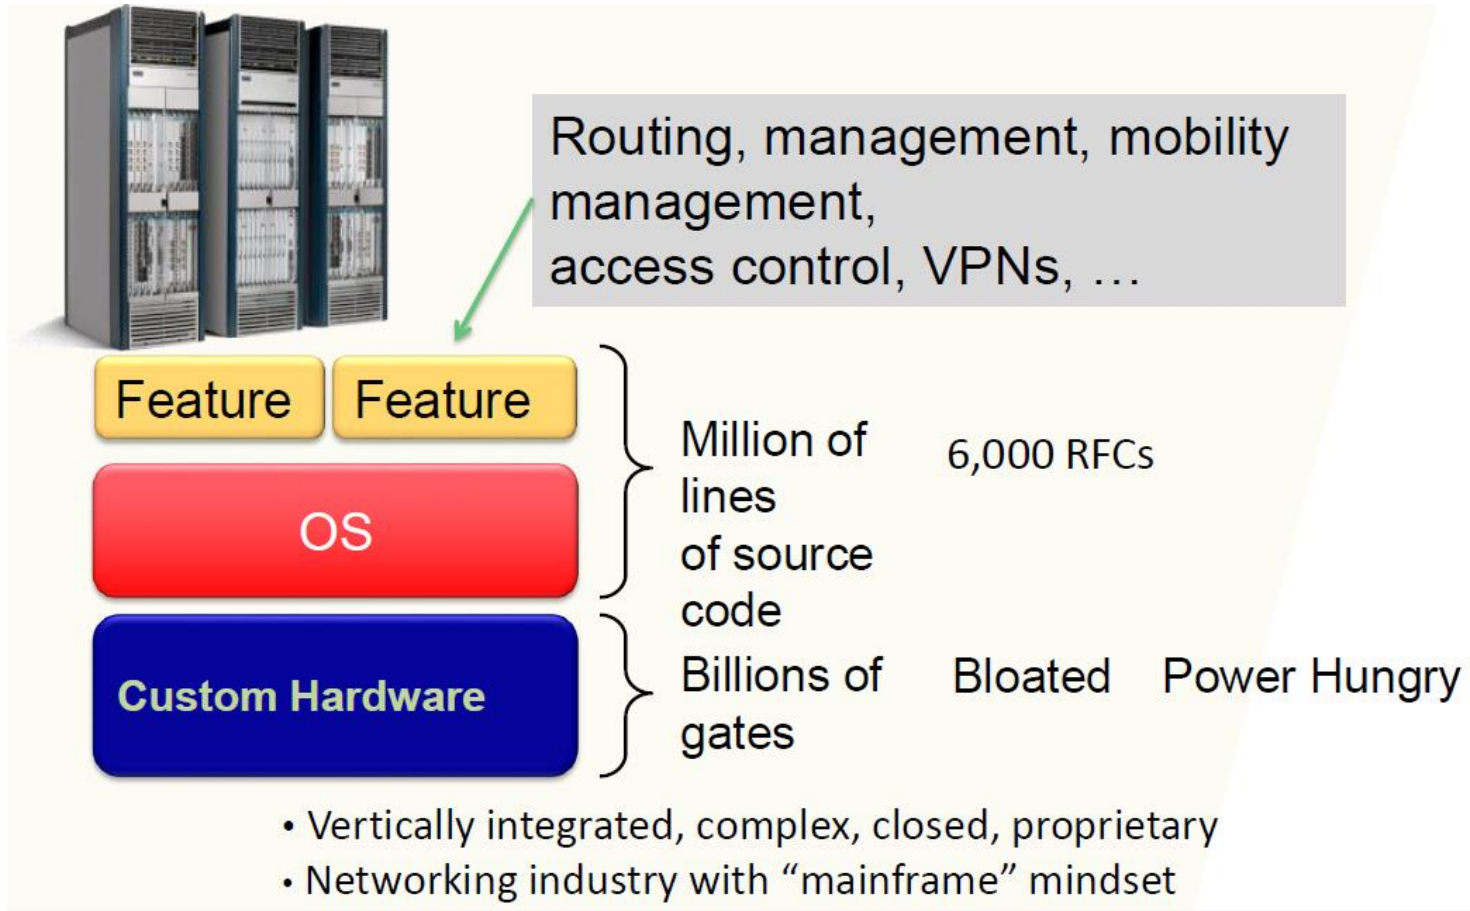 Routing, management, mobility
management,
access control, VPNs, …
Feature
Feature
OS
Custom Hardware
Million of
lines
of source
code
6,000 RFCs
Billions of
gates
Bloated
Power Hungry
• Vertically integrated, complex, closed, proprietary
• Networking industry with “mainframe” mindset